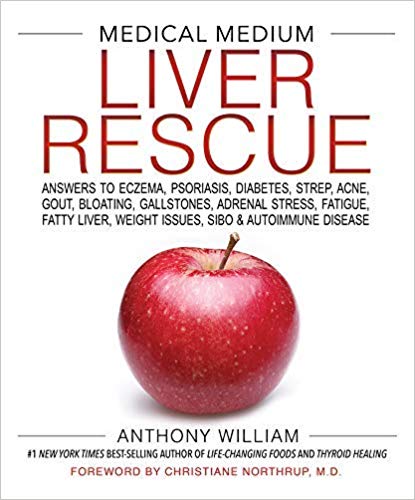 MEDICAL MEDIUM
LIVER
RESCUE
ANSWERS TO ECZEMA, PSORIASIS, DIABETES, STREP, ACNE,
GOUT, BLOATING, GALLSTONES, ADRENAL STRESS, FATIGUE,
FATTY LIVER, WEIGHT ISSUES, SIBO & AUTOIMMUNE DISEASE
ANTHONY WILLIAM
#1 NEW YORK TIMES BEST-SELLING AUTHOR OF LIFE-CHANGING FOODS AND THYROID HEALING
FOREWORD BY CHRISTIANE NORTHRUP, M.D.